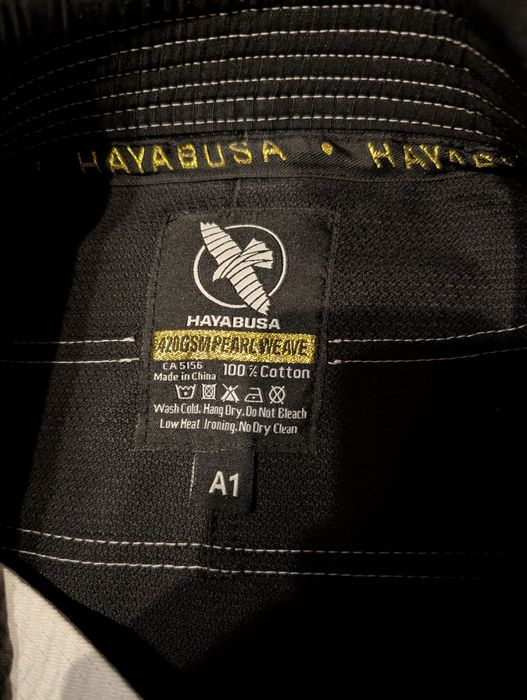 HAYABUSA • HAYAB
HAYABUSA
420GSM PEARL WEAVE
CA 5156
Made in China
100 % Cotton
Wash Cold, Hang Dry, Do Not Bleach
Low Heat Ironing, No Dry Clean
A1